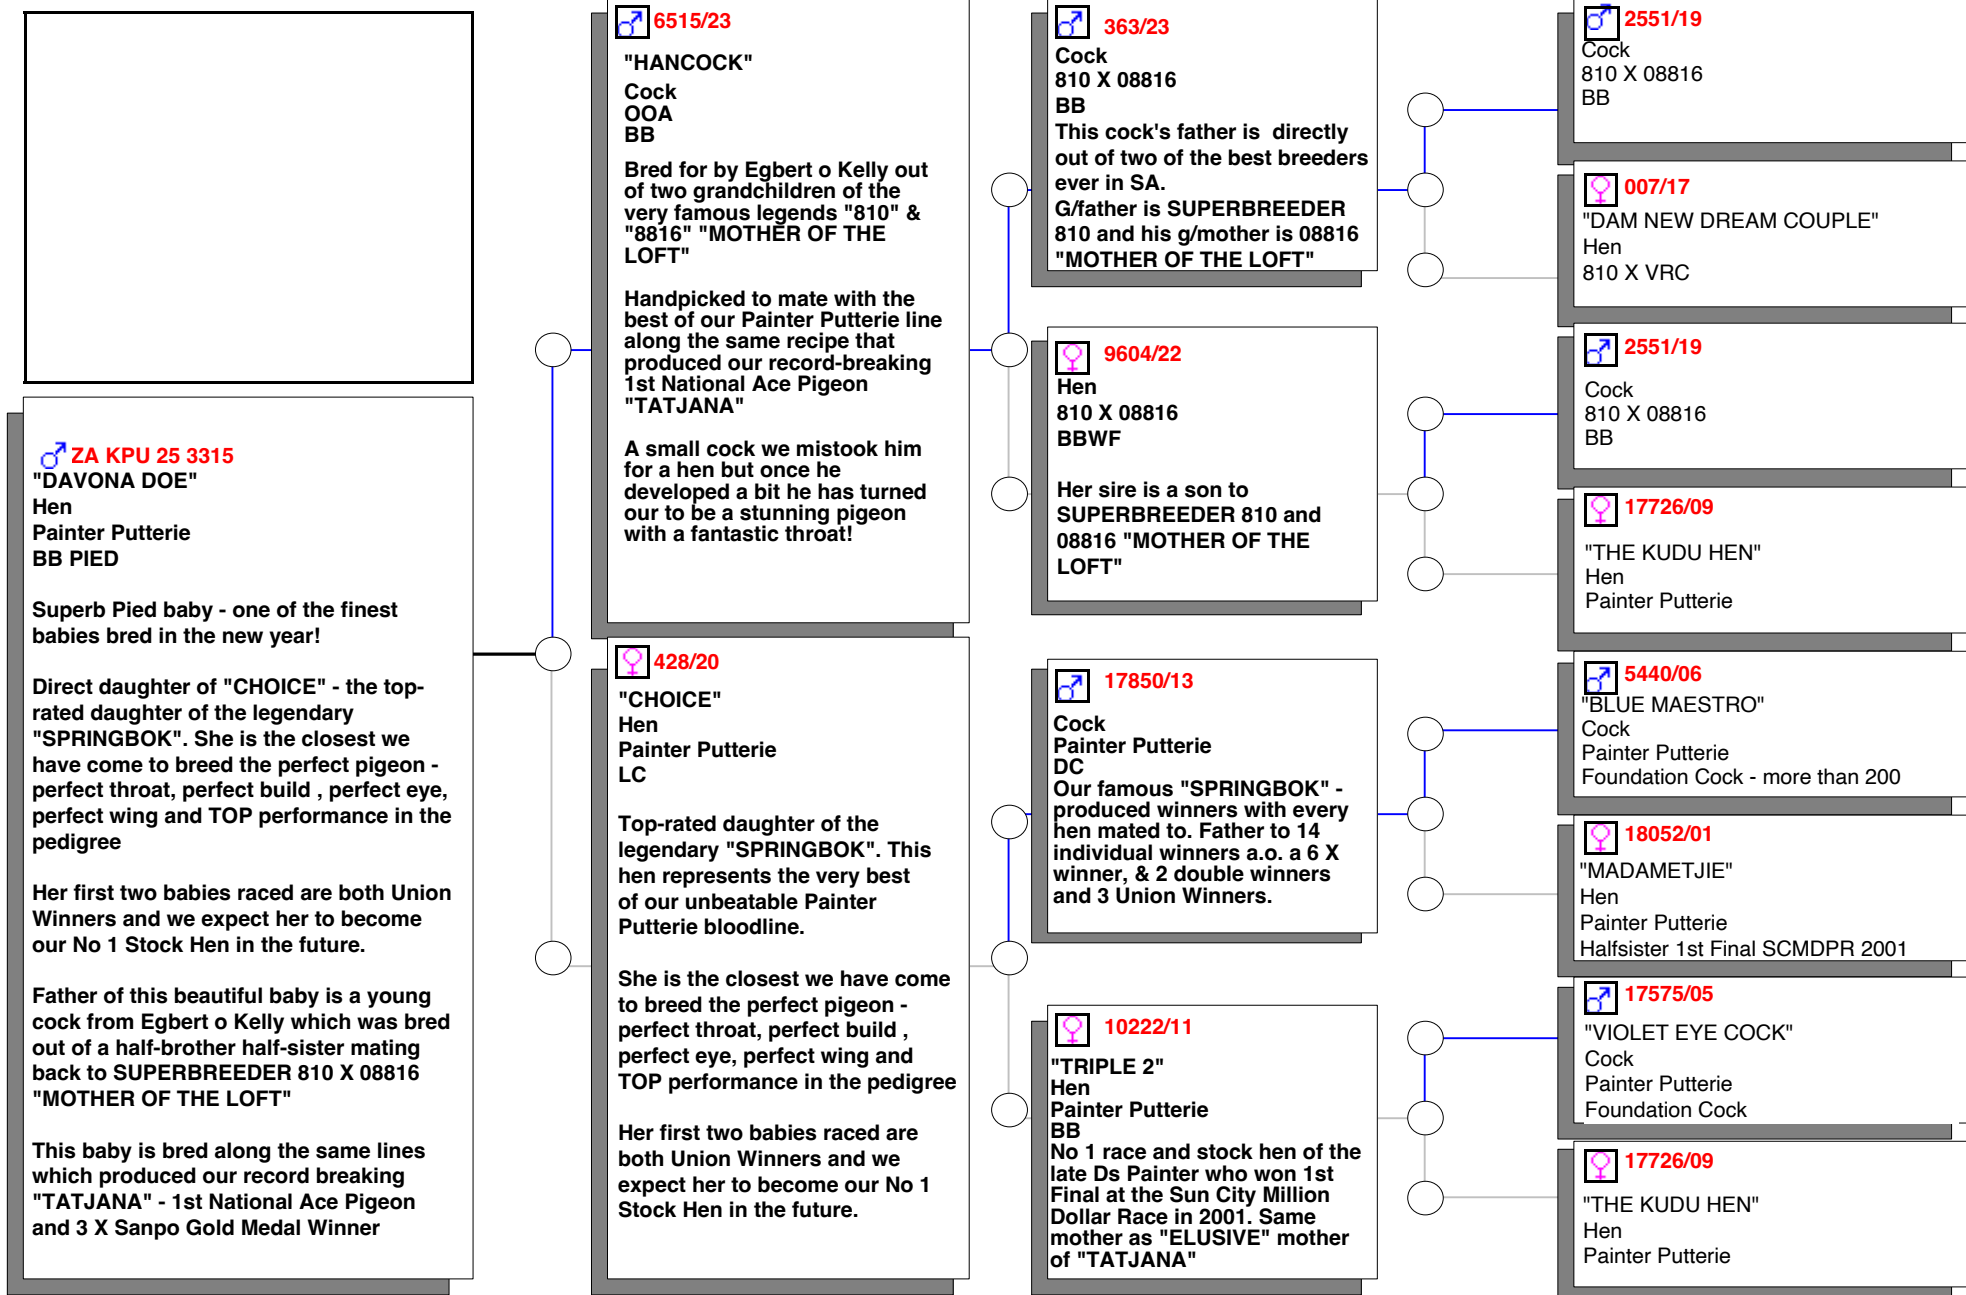 ZA KPU 25 3315
"DAVONA DOE"
Hen
Painter Putterie
BB PIED
Superb Pied baby - one of the finest
babies bred in the new year!
Direct daughter of "CHOICE" - the top-
rated daughter of the legendary
"SPRINGBOK". She is the closest we
have come to breed the perfect pigeon -
perfect throat, perfect build , perfect eye,
perfect wing and TOP performance in the
pedigree
Her first two babies raced are both Union
Winners and we expect her to become
our No 1 Stock Hen in the future.
Father of this beautiful baby is a young
cock from Egbert o Kelly which was bred
out of a half-brother half-sister mating
back to SUPERBREEDER 810 X 08816
"MOTHER OF THE LOFT"
This baby is bred along the same lines
which produced our record breaking
"TATJANA" - 1st National Ace Pigeon
and 3 X Sanpo Gold Medal Winner
6515/23
"HANCOCK"
Cock
OOA
BB
Bred for by Egbert o Kelly out
of two grandchildren of the
very famous legends "810" &
"8816" "MOTHER OF THE
LOFT"
Handpicked to mate with the
best of our Painter Putterie line
along the same recipe that
produced our record-breaking
1st National Ace Pigeon
"TATJANA"
A small cock we mistook him
for a hen but once he
developed a bit he has turned
our to be a stunning pigeon
with a fantastic throat!
428/20
"CHOICE"
Hen
Painter Putterie
LC
Top-rated daughter of the
legendary "SPRINGBOK". This
hen represents the very best
of our unbeatable Painter
Putterie bloodline.
She is the closest we have come
to breed the perfect pigeon -
perfect throat, perfect build ,
perfect eye, perfect wing and
TOP performance in the pedigree
Her first two babies raced are
both Union Winners and we
expect her to become our No 1
Stock Hen in the future.
363/23
Cock
810 X 08816
BB
This cock's father is directly
out of two of the best breeders
ever in SA.
G/father is SUPERBREEDER
810 and his g/mother is 08816
"MOTHER OF THE LOFT"
9604/22
Hen
810 X 08816
BBWF
Her sire is a son to
SUPERBREEDER 810 and
08816 "MOTHER OF THE
LOFT"
17850/13
Cock
Painter Putterie
DC
Our famous "SPRINGBOK" -
produced winners with every
hen mated to. Father to 14
individual winners a.o. a 6 X
winner, & 2 double winners
and 3 Union Winners.
10222/11
"TRIPLE 2"
Hen
Painter Putterie
BB
No 1 race and stock hen of the
late Ds Painter who won 1st
Final at the Sun City Million
Dollar Race in 2001. Same
mother as "ELUSIVE" mother
of "TATJANA"
2551/19
Cock
810 X 08816
BB
007/17
"DAM NEW DREAM COUPLE"
Hen
810 X VRC
2551/19
Cock
810 X 08816
BB
17726/09
"THE KUDU HEN"
Hen
Painter Putterie
5440/06
"BLUE MAESTRO"
Cock
Painter Putterie
Foundation Cock - more than 200
18052/01
"MADAMETJIE"
Hen
Painter Putterie
Halfsister 1st Final SCMDPR 2001
17575/05
"VIOLET EYE COCK"
Cock
Painter Putterie
Foundation Cock
17726/09
"THE KUDU HEN"
Hen
Painter Putterie